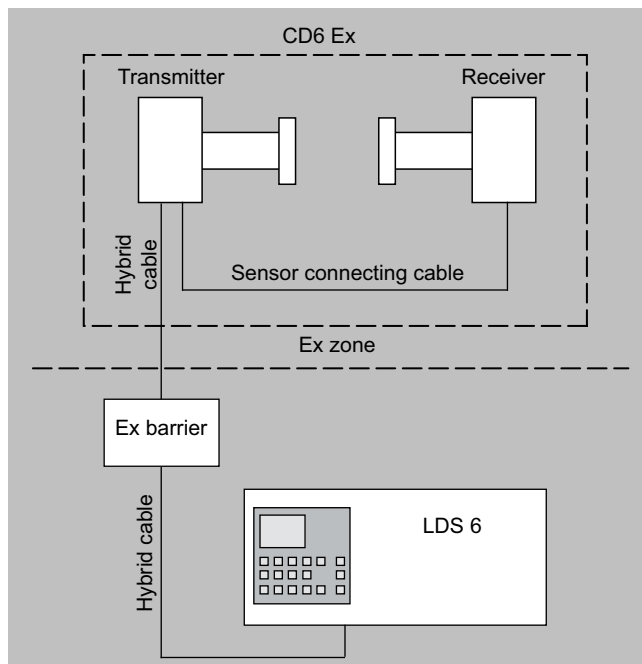 CD6 Ex
Transmitter
Receiver
Hybrid
cable
Sensor connecting cable
Ex zone
Ex barrier
Hybrid cable
LDS 6